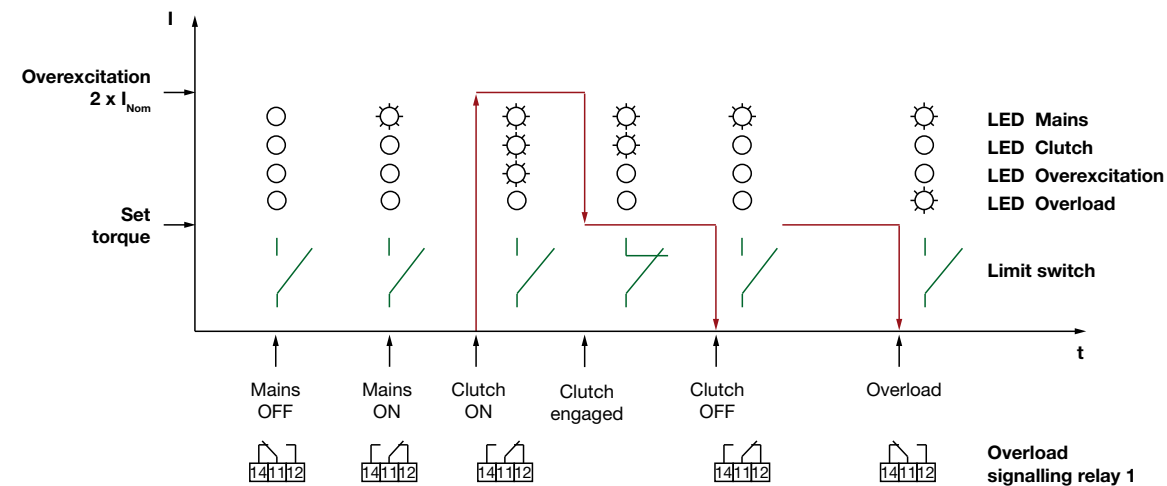 I
Overexcitation
2 x INom
LED Mains
LED Clutch
LED Overexcitation
LED Overload
Set
torque
Limit switch
t
Mains
OFF
Mains
ON
Clutch
ON
Clutch
engaged
Clutch
OFF
Overload
14 11 12
14 11 12
14 11 12
14 11 12
14 11 12
Overload
signalling relay 1